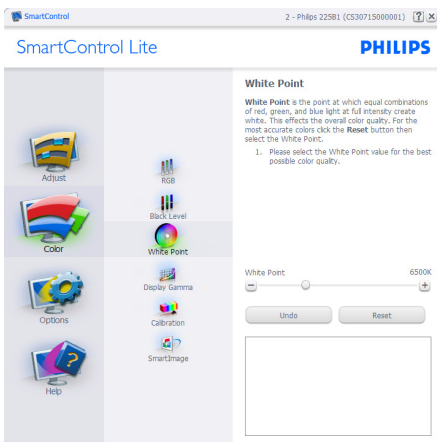 SmartControl
2 - Philips 225B1 (CS30715000001)
SmartControl Lite
PHILIPS
Adjust
Color
Options
Help
RGB
Black Level
White Point
Display Gamma
Calibration
SmartImage
White Point
White Point is the point at which equal combinations
of red, green, and blue light at full intensity create
white. This effects the overall color quality. For the
most accurate colors click the Reset button then
select the White Point.
1. Please select the White Point value for the best
possible color quality.
White Point 6500K
Undo
Reset